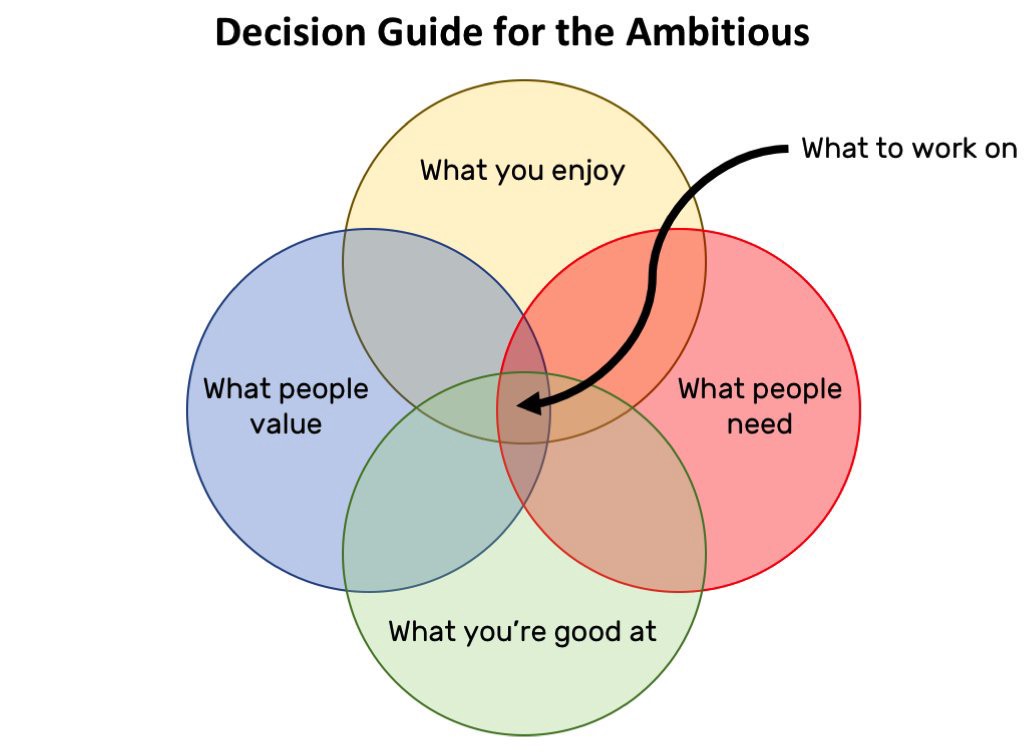 Decision Guide for the Ambitious
What to work on
What you enjoy
What people
value
What people
need
What you’re good at